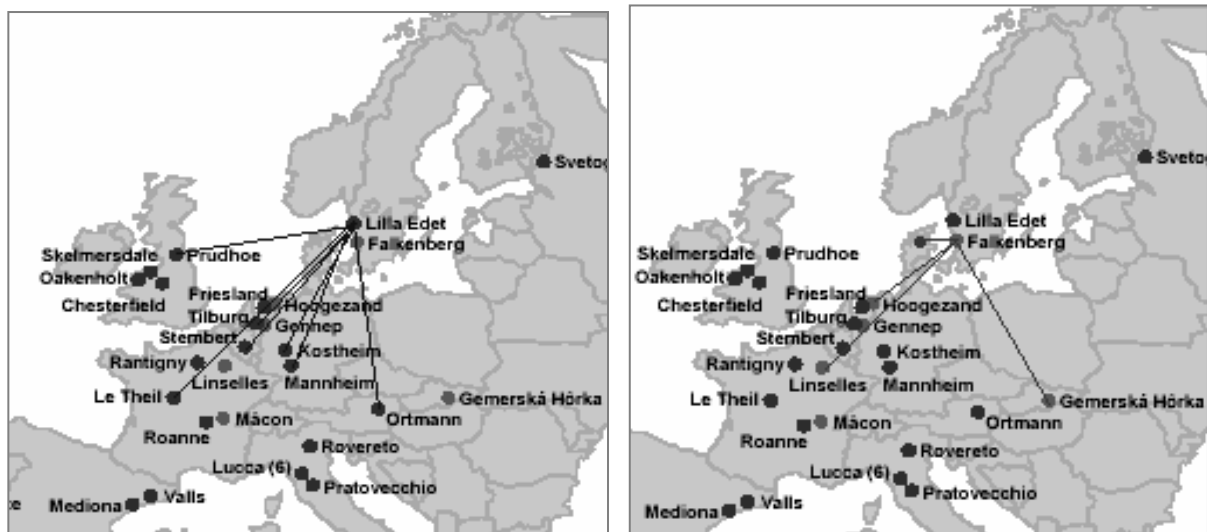 Svetog
Lilla Edet
Falkenberg
Skelmersdale
Prudhoe
Oakenholt
Chesterfield
Friesland
Hoogezand
Tilburg
Gennep
Stembert
Kostheim
Rantigny
Linselles
Mannheim
Le Theil
Gemerská Hôrka
Mâcon
Ortmann
Roanne
Rovereto
Lucca (6)
Pratovecchio
Valls
Mediona
te
Svetog
Lilla Edet
Falkenberg
Prudhoe
Skelmersdale
Oakenholt
Chesterfield
Friesland
Hoogezand
Tilburg
Gennep
Stembert
Kostheim
Rantigny
Linselles
Mannheim
Le Theil
Gemerská Hôrka
Mâcon
Ortmann
Roanne
Rovereto
Lucca (6)
Pratovecchio
Valls
Mediona